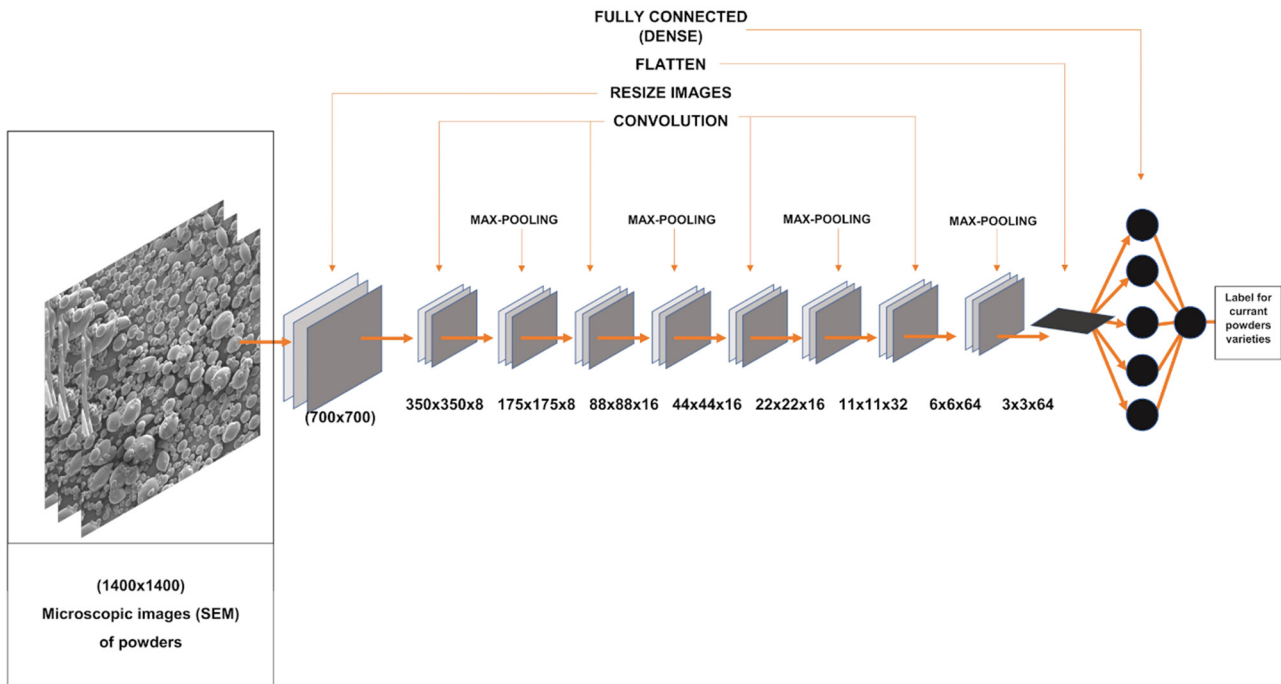 FULLY CONNECTED
(DENSE)
FLATTEN
RESIZE IMAGES
CONVOLUTION
MAX-POOLING
MAX-POOLING
MAX-POOLING
MAX-POOLING
(700x700)
350x350x8
175x175x8
88x88x16
44x44x16
22x22x16
11x11x32
6x6x64
3x3x64
Label for
currant
powders
varieties
(1400x1400)
Microscopic images (SEM)
of powders